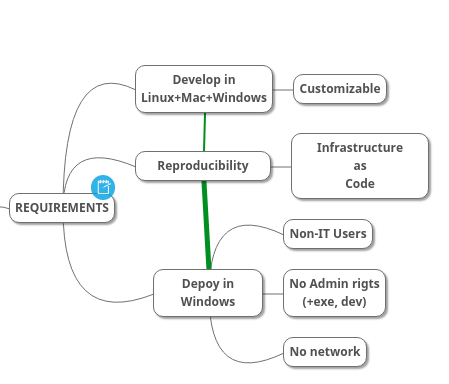 Develop in
Linux+Mac+Windows
Customizable
Reproducibility
Infrastructure
as
Code
REQUIREMENTS
Non-IT Users
Depoy in
Windows
No Admin rigts
(+exe, dev)
No network